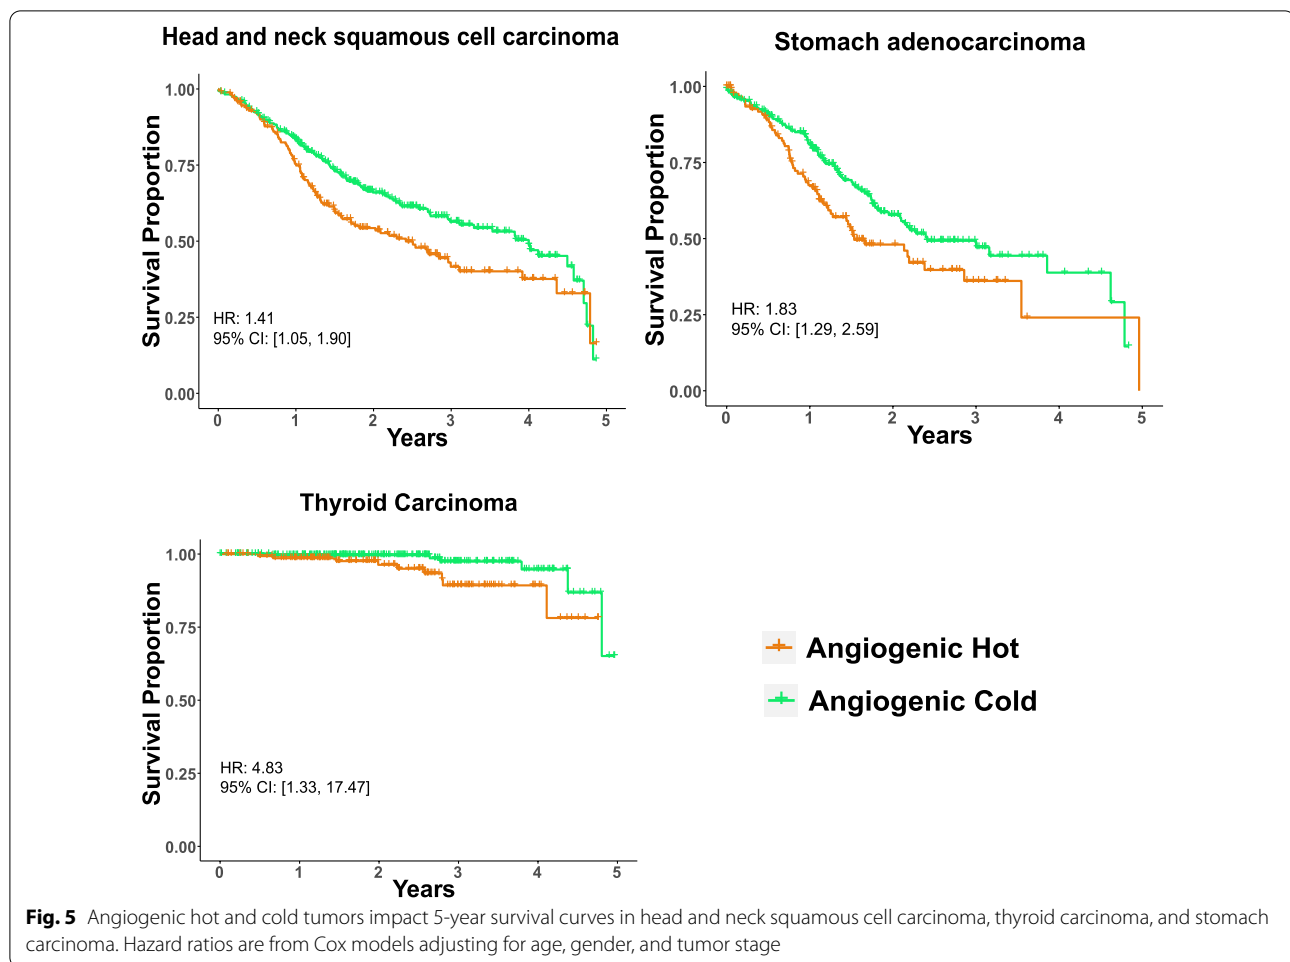 Head and neck squamous cell carcinoma
Survival Proportion
1.00
0.75
0.50
0.25
0.00
HR: 1.41
95% CI: [1.05, 1.90]
0 1 2 3 4 5
Years
Stomach adenocarcinoma
Survival Proportion
1.00
0.75
0.50
0.25
0.00
HR: 1.83
95% CI: [1.29, 2.59]
0 1 2 3 4 5
Years
Thyroid Carcinoma
Survival Proportion
1.00
0.75
0.50
0.25
0.00
HR: 4.83
95% CI: [1.33, 17.47]
0 1 2 3 4 5
Years
Angiogenic Hot
Angiogenic Cold
Fig. 5 Angiogenic hot and cold tumors impact 5-year survival curves in head and neck squamous cell carcinoma, thyroid carcinoma, and stomach
carcinoma. Hazard ratios are from Cox models adjusting for age, gender, and tumor stage